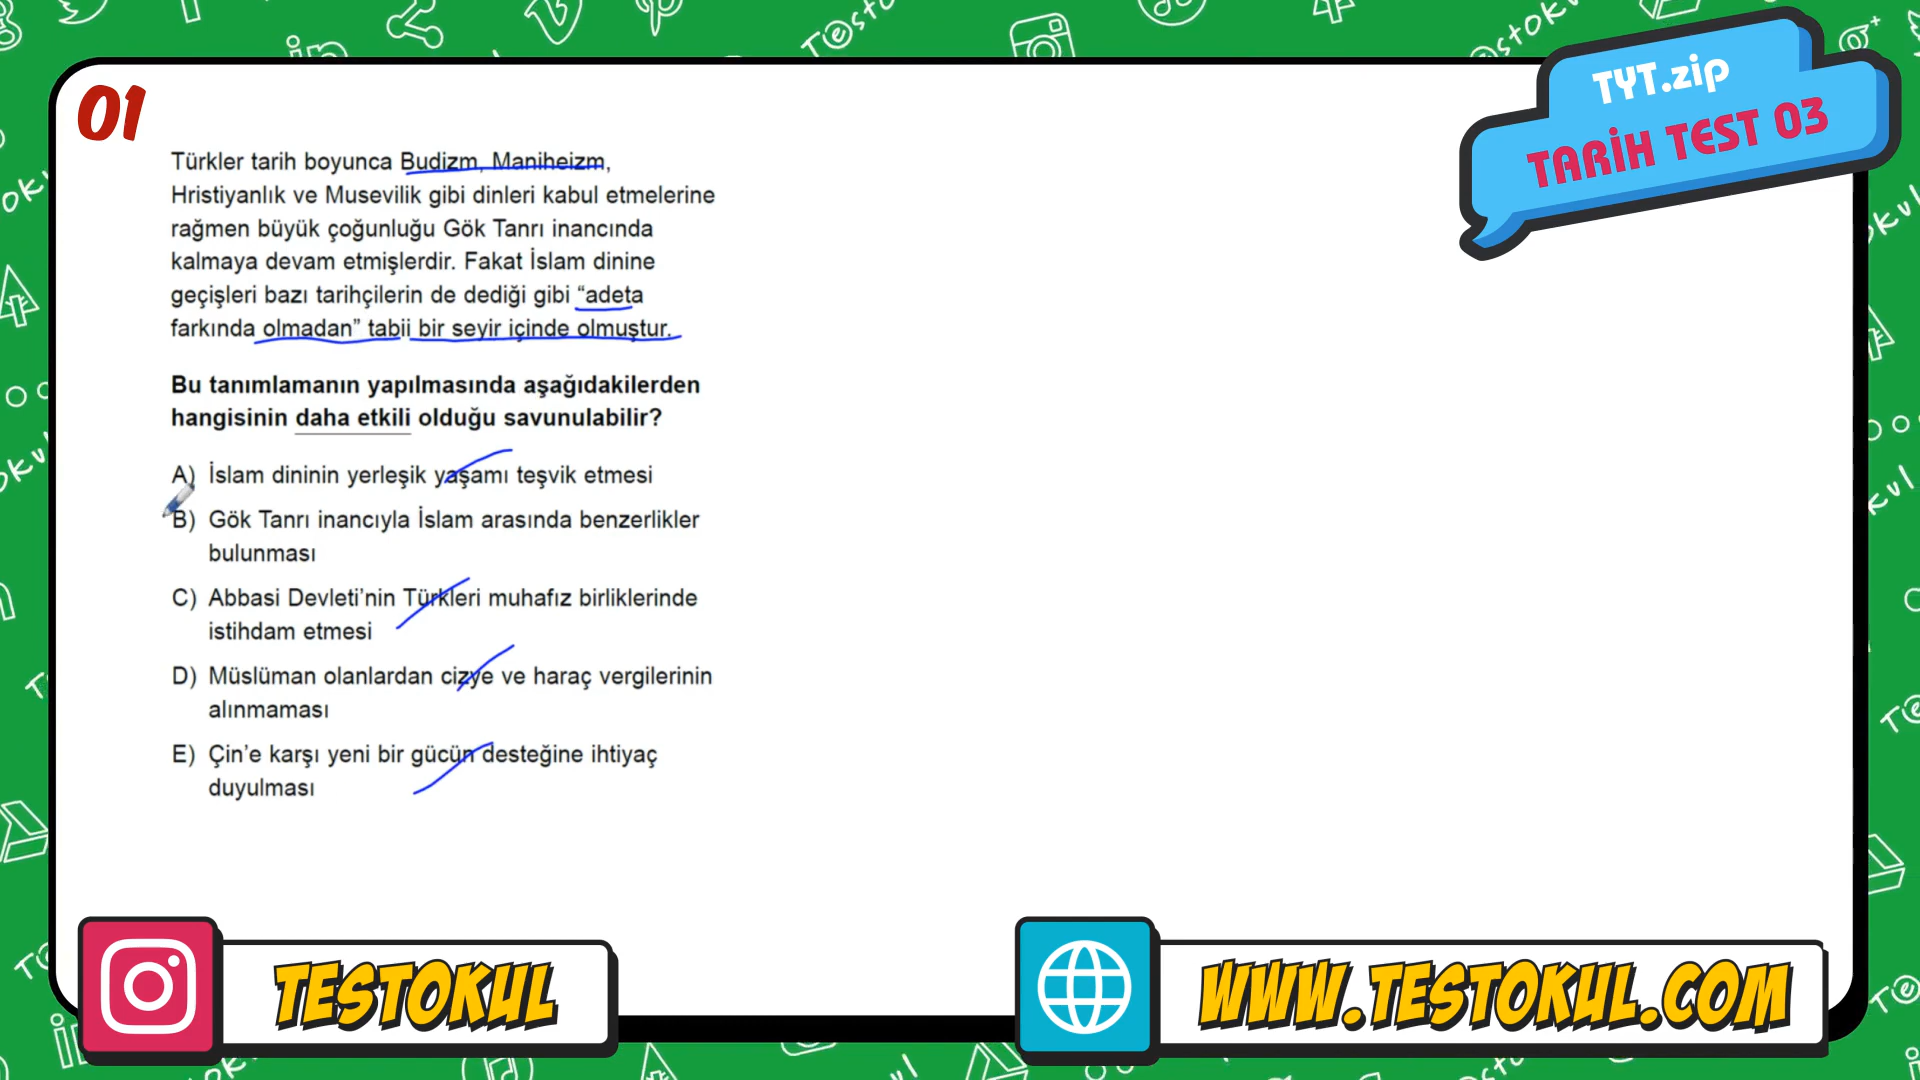 01
TYT.zip
TARİH TEST 03
Türkler tarih boyunca Budizm, Maniheizm,
Hristiyanlık ve Musevilik gibi dinleri kabul etmelerine
rağmen büyük çoğunluğu Gök Tanrı inancında
kalmaya devam etmişlerdir. Fakat İslam dinine
geçişleri bazı tarihçilerin de dediği gibi “adeta
farkında olmadan” tabii bir seyir içinde olmuştur.
Bu tanımlamanın yapılmasında aşağıdakilerden
hangisinin daha etkili olduğu savunulabilir?
A) İslam dininin yerleşik yaşamı teşvik etmesi
B) Gök Tanrı inancıyla İslam arasında benzerlikler
bulunması
C) Abbasi Devleti’nin Türkleri muhafız birliklerinde
istihdam etmesi
D) Müslüman olanlardan cizye ve haraç vergilerinin
alınmaması
E) Çin’e karşı yeni bir gücün desteğine ihtiyaç
duyulması
TESTOKUL
WWW.TESTOKUL.COM